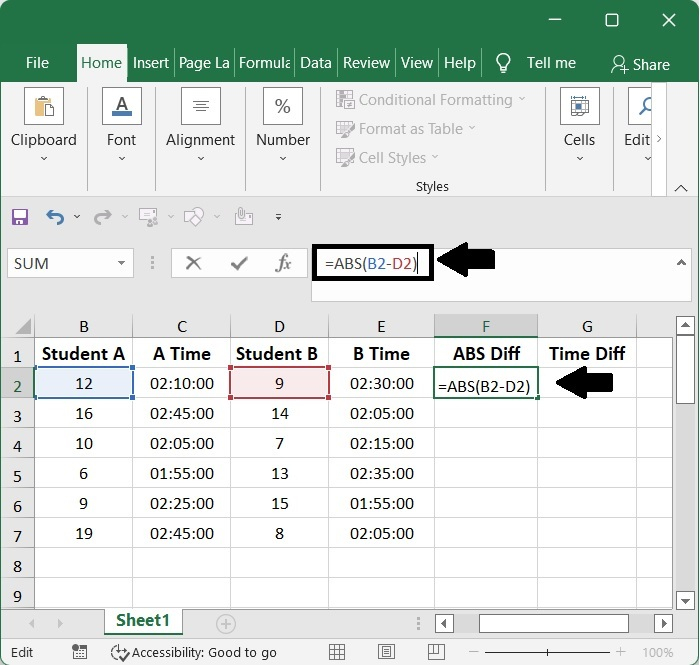 File Home Insert Page La Formula Data Review View Help Tell me Share
Clipboard Font Alignment Number Conditional Formatting Format as Table Cell Styles Cells Edit
Styles
SUM fx =ABS(B2-D2)
B C D E F G
1 Student A A Time Student B B Time ABS Diff Time Diff
2 12 02:10:00 9 02:30:00 =ABS(B2-D2)
3 16 02:45:00 14 02:05:00
4 10 02:05:00 7 02:15:00
5 6 01:55:00 13 02:35:00
6 9 02:25:00 15 01:55:00
7 19 02:45:00 8 02:05:00
8
9
Sheet1
Edit Accessibility: Good to go 100%